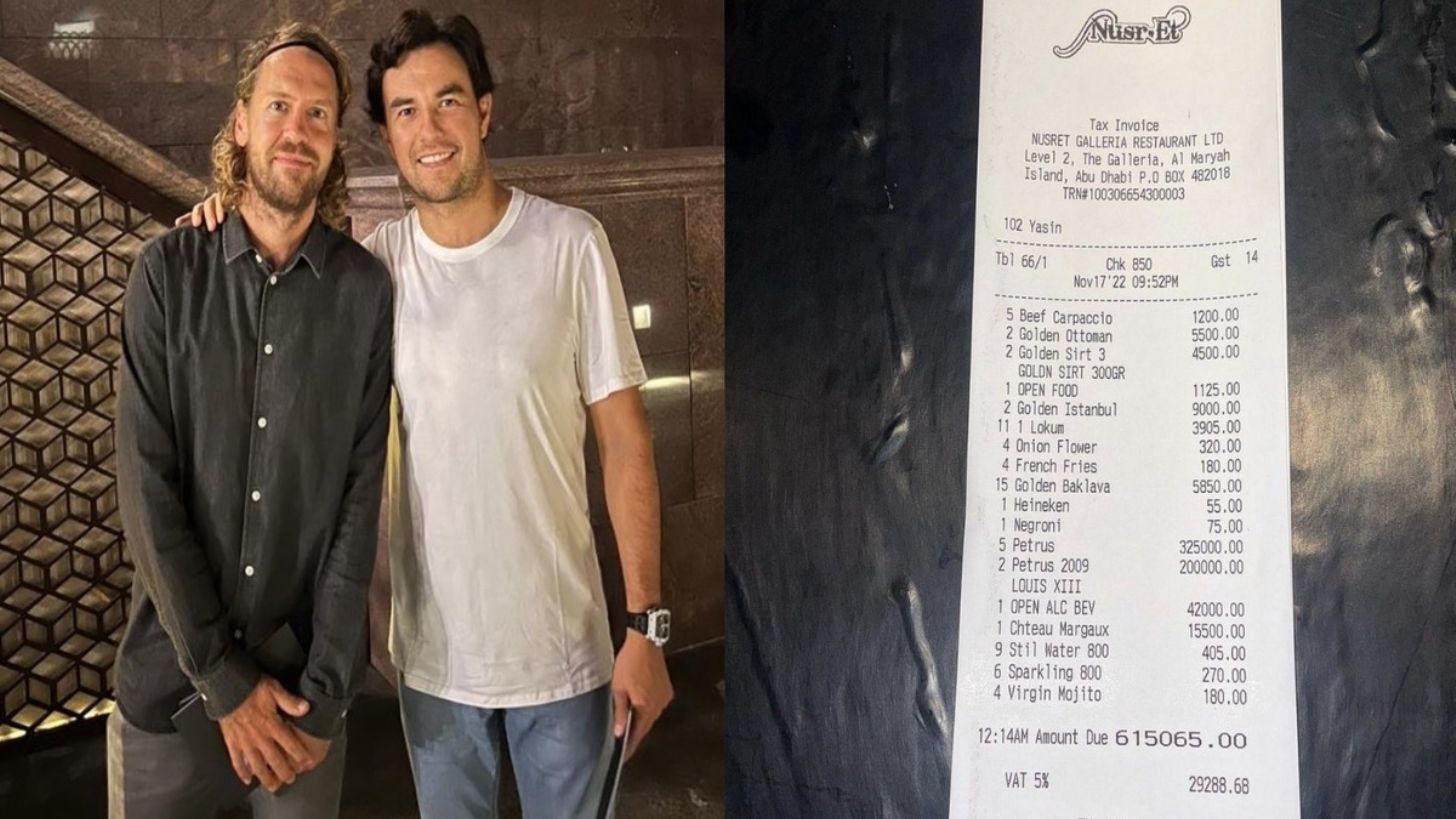 Nusr-Et
Tax Invoice
NUSRET GALLERIA RESTAURANT LTD
Level 2, The Galleria, Al Maryah
Island, Abu Dhabi P.O BOX 482018
TRN#100306654300003
102 Yasin
Tbl 66/1 Chk 850 Gst 14
Nov17'22 09:52PM
5 Beef Carpaccio 1200.00
2 Golden Ottoman 5500.00
2 Golden Sirt 3 4500.00
GOLDN SIRT 300GR
1 OPEN FOOD 1125.00
2 Golden Istanbul 9000.00
11 1 Lokum 3905.00
4 Onion Flower 320.00
4 French Fries 180.00
15 Golden Baklava 5850.00
1 Heineken 55.00
1 Negroni 75.00
5 Petrus 325000.00
2 Petrus 2009 200000.00
LOUIS XIII
1 OPEN ALC BEV 42000.00
1 Chteau Margaux 15500.00
9 Stil Water 800 405.00
6 Sparkling 800 270.00
4 Virgin Mojito 180.00
12:14AM Amount Due 615065.00
VAT 5% 29288.68